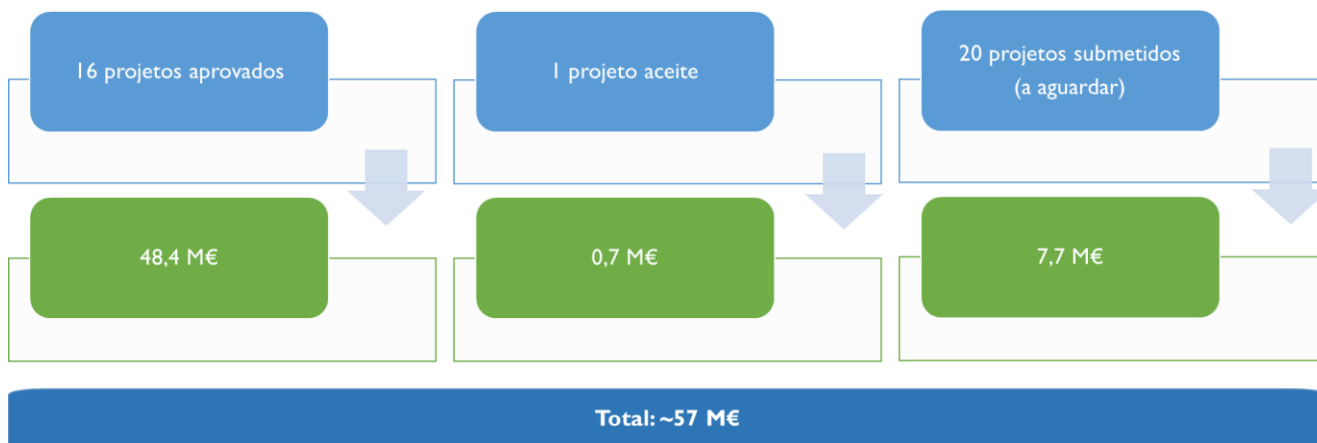 16 projetos aprovados
1 projeto aceite
20 projetos submetidos
(a aguardar)
48,4 M€
0,7 M€
7,7 M€
Total: ~57 M€